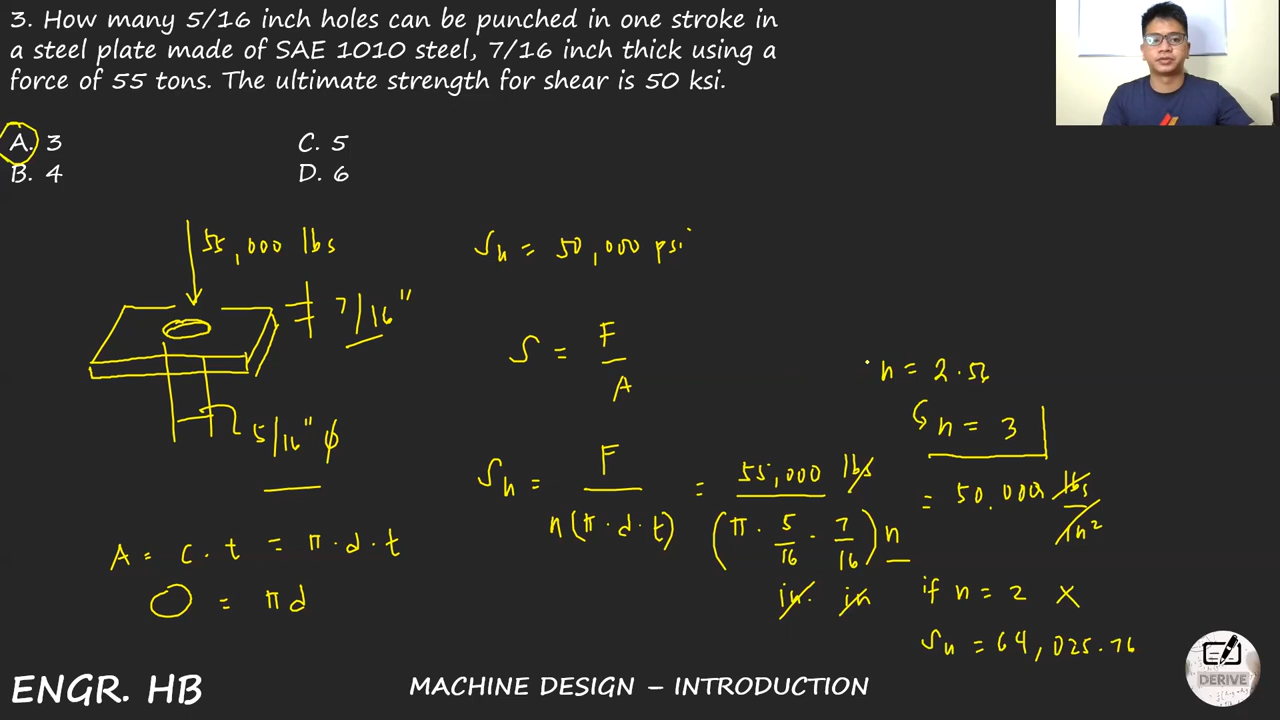 3. How many 5/16 inch holes can be punched in one stroke in
a steel plate made of SAE 1010 steel, 7/16 inch thick using a
force of 55 tons. The ultimate strength for shear is 50 ksi.
A. 3
C. 5
B. 4
D. 6
55,000 lbs
7/16"
5/16" φ
A = c · t = π · d · t
= πd
Su = 50,000 psi
S = F / A
Su = F / n(π · d · t) = 55,000 lbs / (π · 5/16 · 7/16) n = 50,000 lbs/in²
in · in
n = 2.56
n = 3
if n = 2 X
Su = 64,025.76
ENGR. HB
MACHINE DESIGN – INTRODUCTION
DERIVE